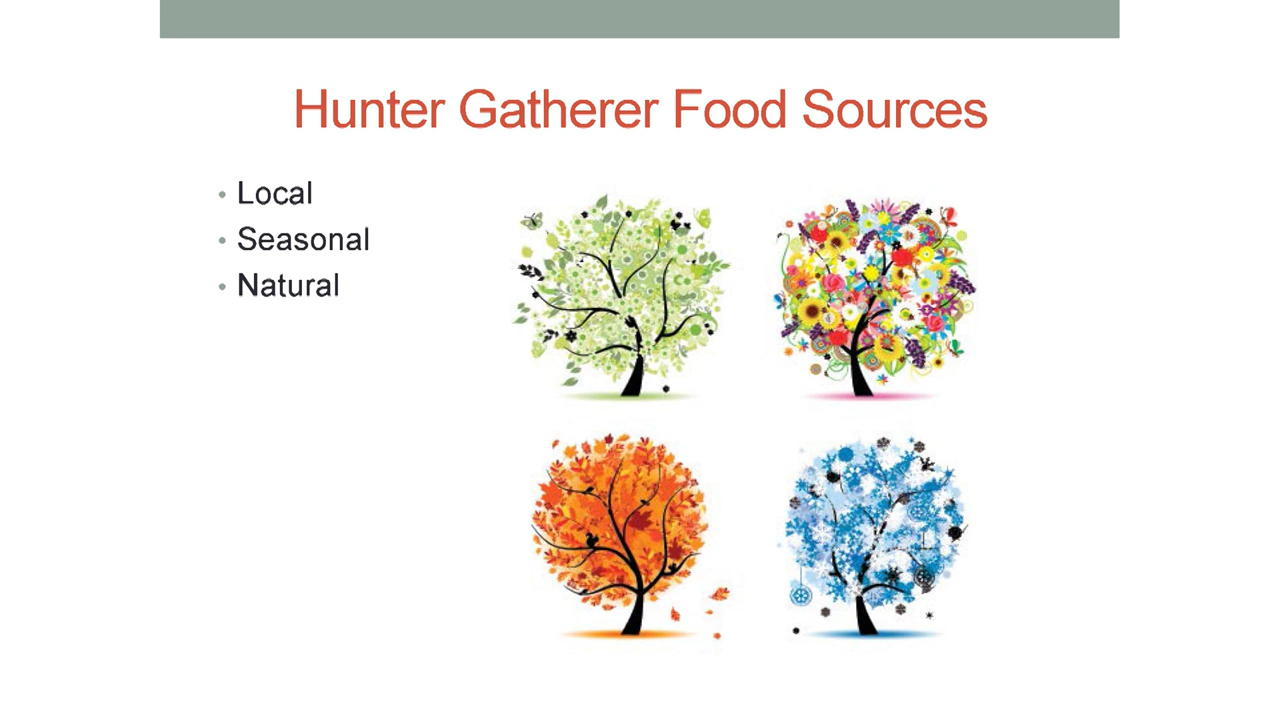 Hunter Gatherer Food Sources
• Local
• Seasonal
• Natural